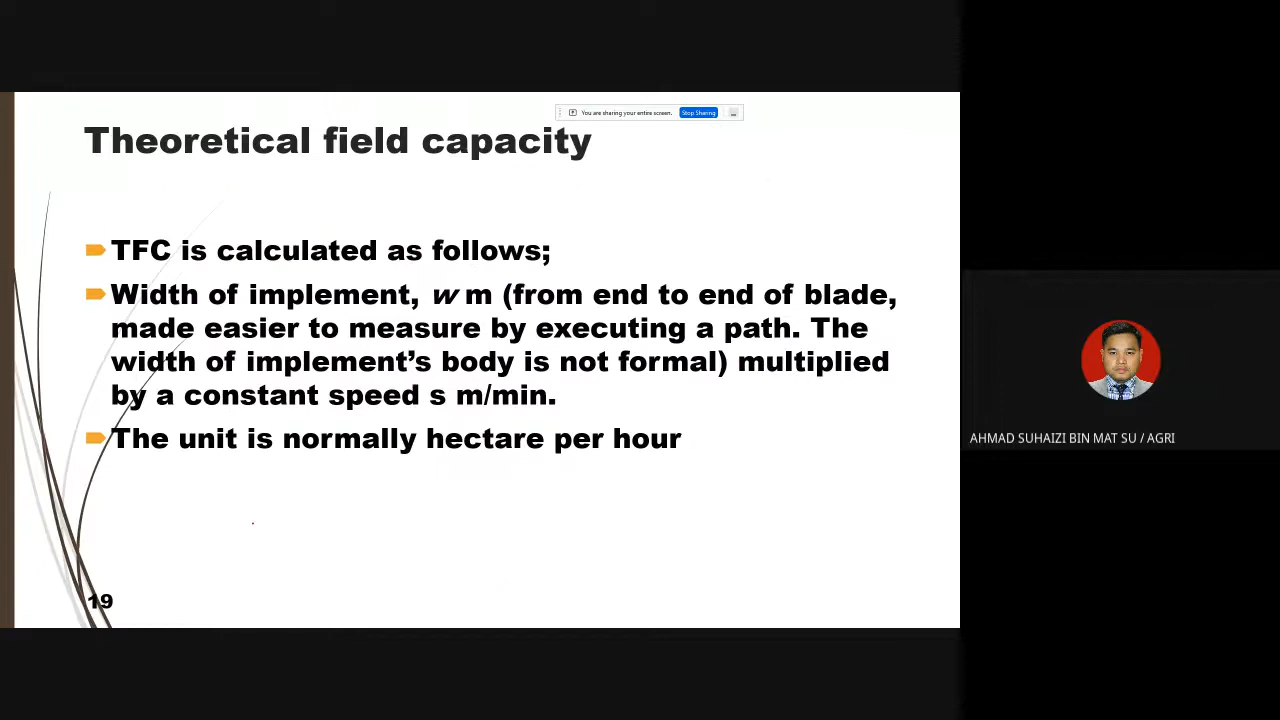 You are sharing your entire screen. Stop Sharing
Theoretical field capacity
TFC is calculated as follows;
Width of implement, w m (from end to end of blade,
made easier to measure by executing a path. The
width of implement’s body is not formal) multiplied
by a constant speed s m/min.
The unit is normally hectare per hour
AHMAD SUHAIZI BIN MAT SU / AGRI
19